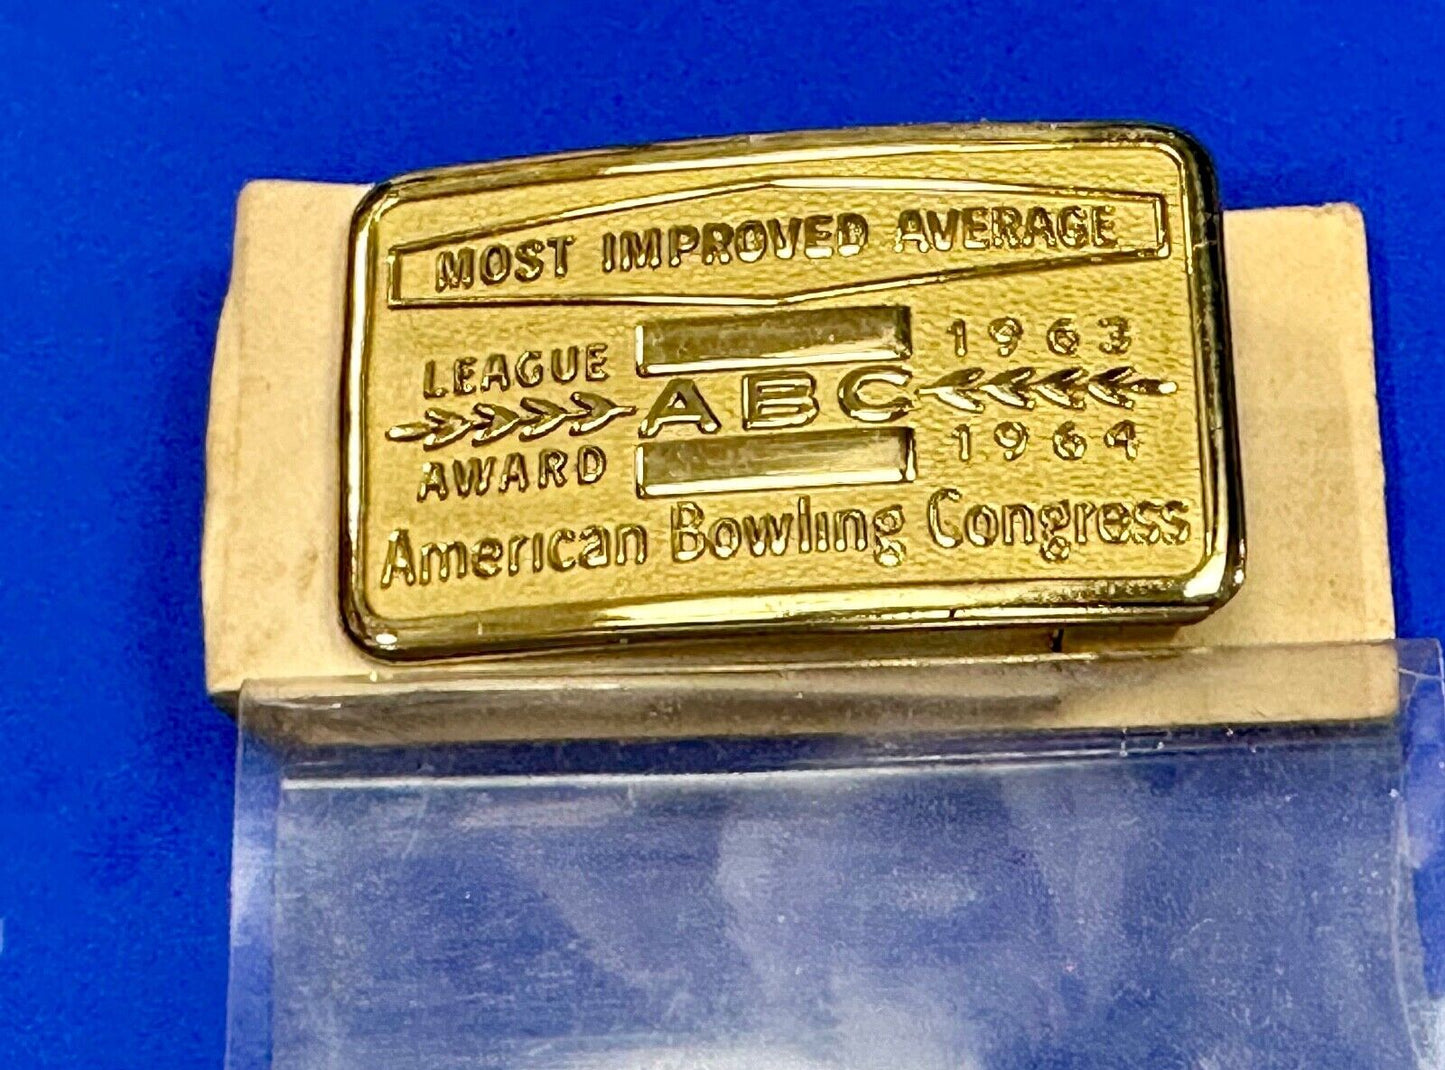 MOST IMPROVED AVERAGE
LEAGUE 1963
ABC
AWARD 1964
American Bowling Congress